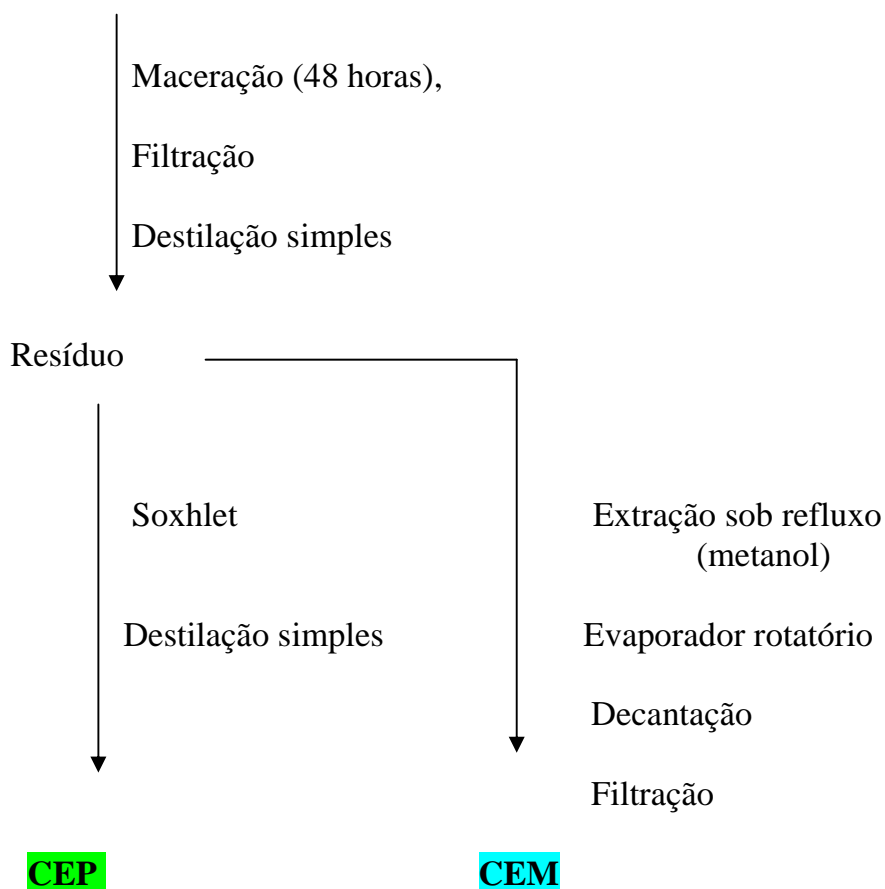 Maceração (48 horas),
Filtração
Destilação simples
Resíduo
Soxhlet
Extração sob refluxo
(metanol)
Destilação simples
Evaporador rotatório
Decantação
Filtração
CEP
CEM